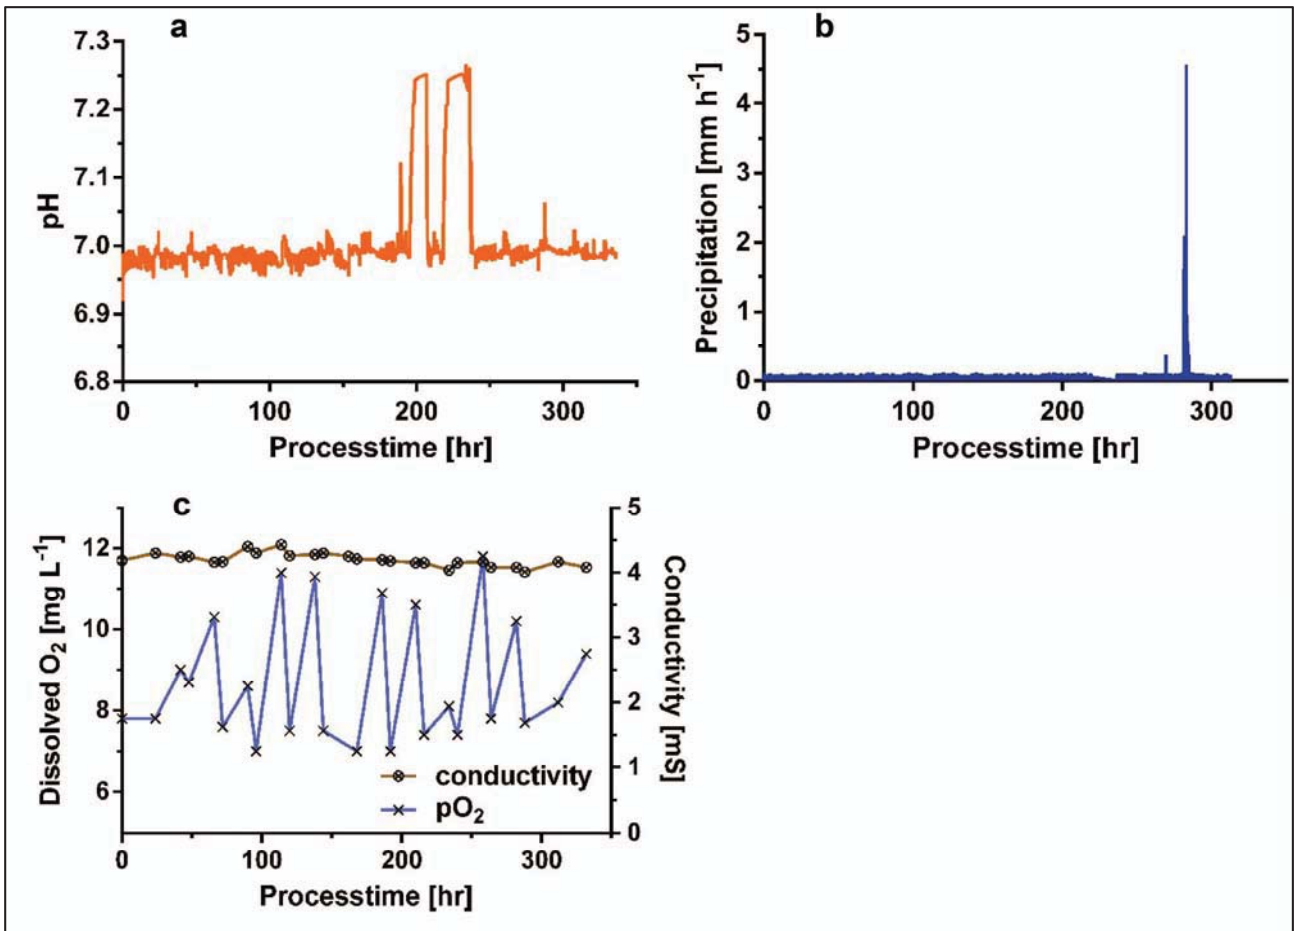 a
7.3
7.2
7.1
7.0
6.9
6.8
pH
0 100 200 300
Processtime [hr]
b
5
4
3
2
1
0
Precipitation [mm h-1]
0 100 200 300
Processtime [hr]
c
12
10
8
6
Dissolved O2 [mg L-1]
5
4
3
2
1
0
Conductivity [mS]
conductivity
pO2
0 100 200 300
Processtime [hr]